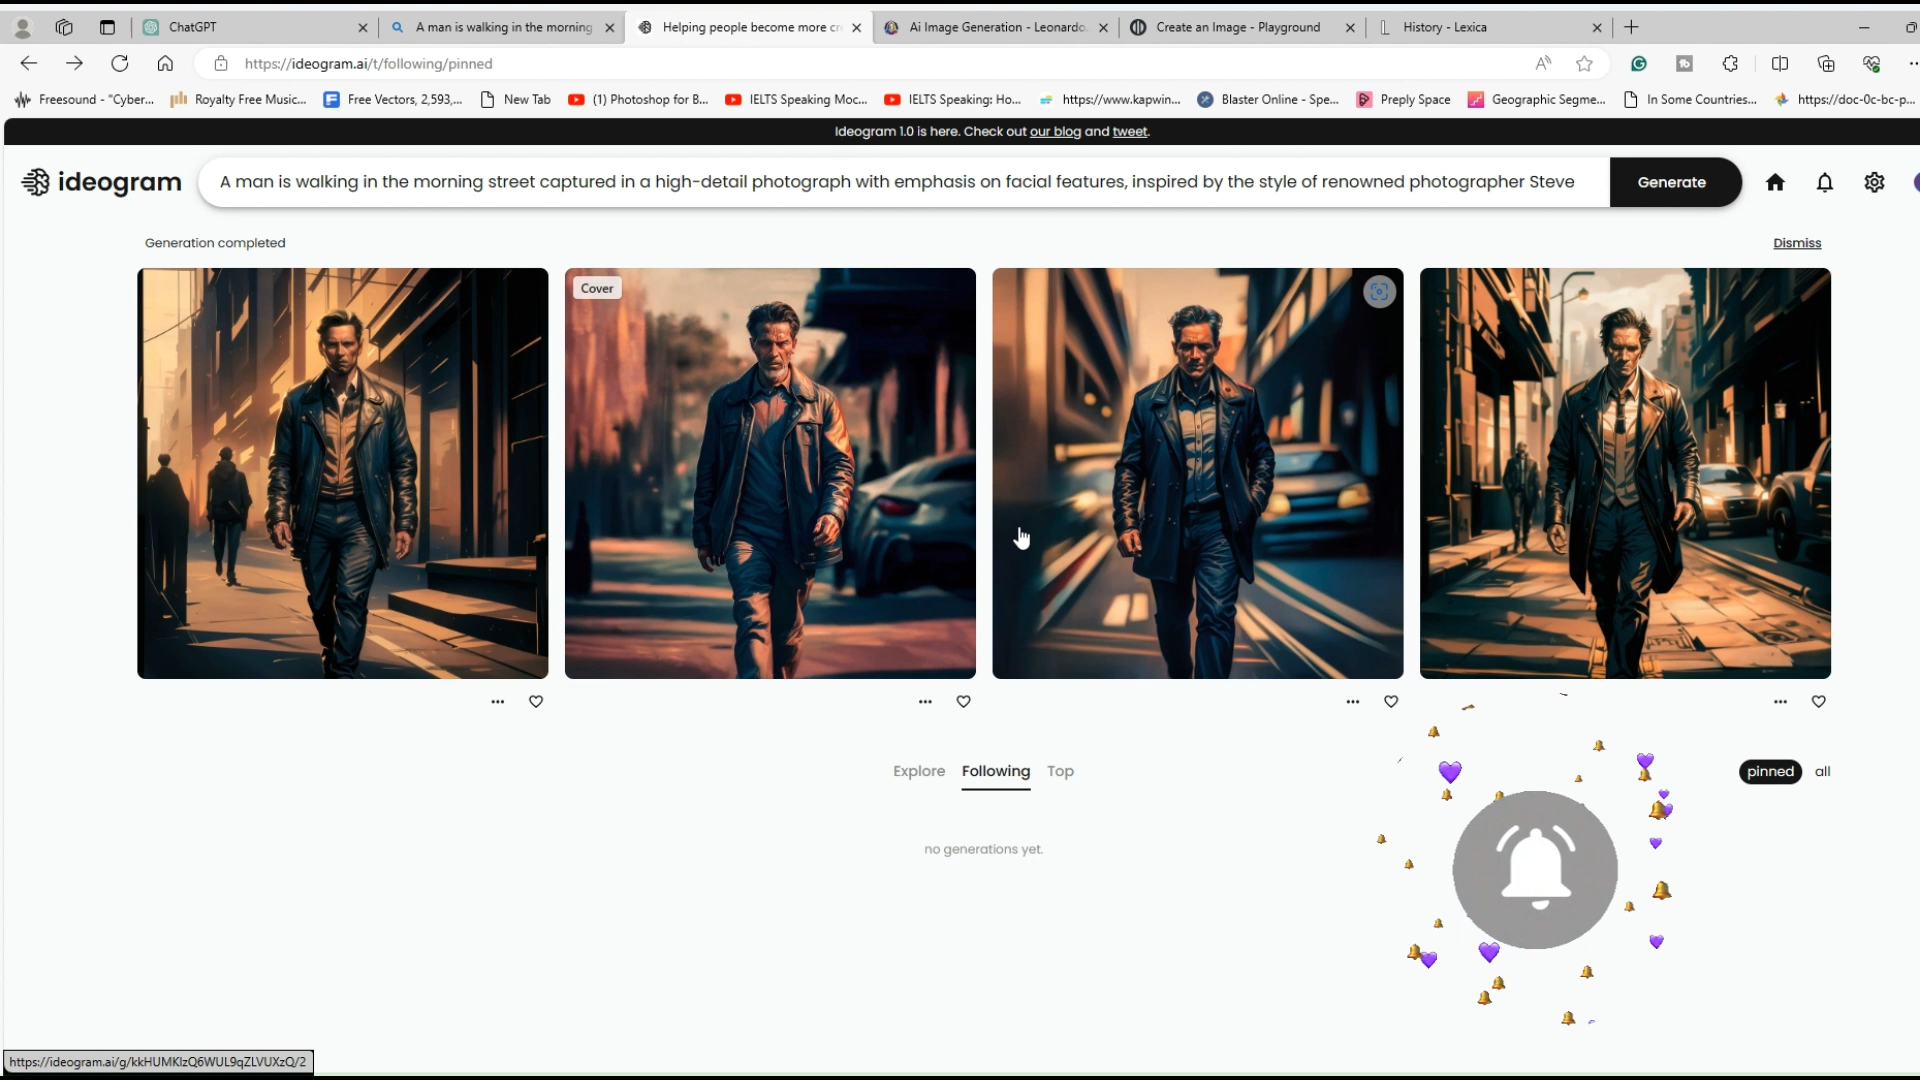 ChatGPT
A man is walking in the morning
Helping people become more cr
Ai Image Generation - Leonardo.
Create an Image - Playground
History - Lexica
https://ideogram.ai/t/following/pinned
Freesound - "Cyber...
Royalty Free Music...
Free Vectors, 2,593,...
New Tab
(1) Photoshop for B...
IELTS Speaking Moc...
IELTS Speaking: Ho...
https://www.kapwin...
Blaster Online - Spe...
Preply Space
Geographic Segme...
In Some Countries...
https://doc-0c-bc-p...
Ideogram 1.0 is here. Check out our blog and tweet.
ideogram
A man is walking in the morning street captured in a high-detail photograph with emphasis on facial features, inspired by the style of renowned photographer Steve
Generate
Generation completed
Dismiss
Cover
Explore Following Top
pinned all
no generations yet.
https://ideogram.ai/g/kkHUMKlzQ6WUL9qZLVUXzQ/2